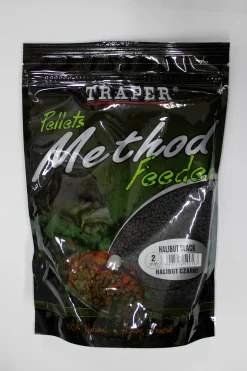 TRAPER®
Pellets
Method
Feeder
HALIBUT BLACK
2
HALIBUT CZARNY